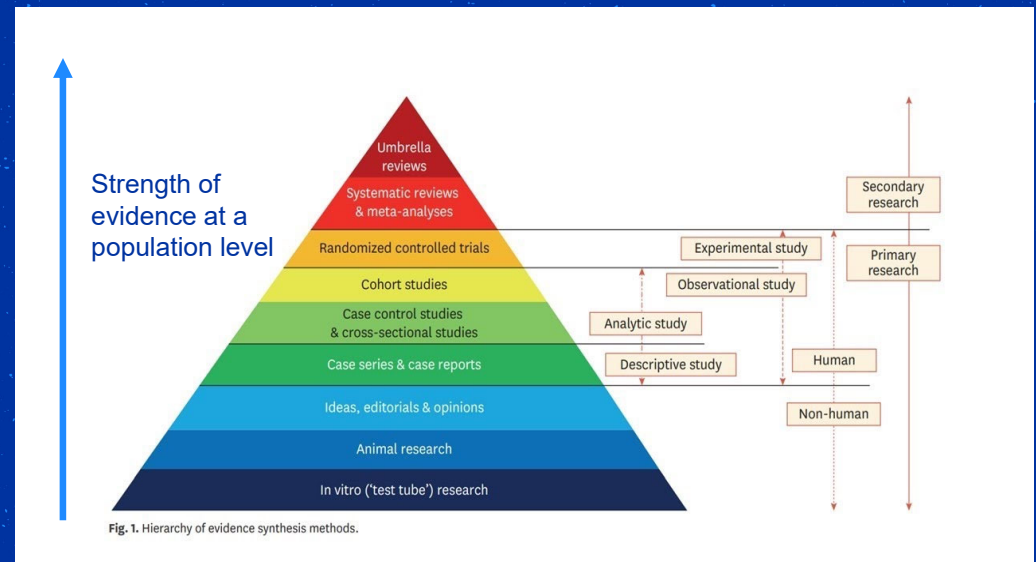 Strength of
evidence at a
population level
Umbrella
reviews
Systematic reviews
& meta-analyses
Randomized controlled trials
Cohort studies
Case control studies
& cross-sectional studies
Case series & case reports
Ideas, editorials & opinions
Animal research
In vitro ('test tube') research
Secondary
research
Experimental study
Primary
research
Observational study
Analytic study
Descriptive study
Human
Non-human
Fig. 1. Hierarchy of evidence synthesis methods.